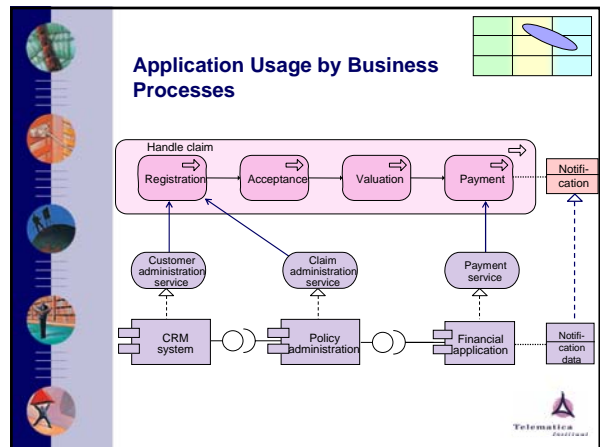 Application Usage by Business
Processes
Handle claim
Registration
Acceptance
Valuation
Payment
Notifi-
cation
Customer
administration
service
Claim
administration
service
Payment
service
CRM
system
Policy
administration
Financial
application
Notifi-
cation
data
Telematica
Instituut